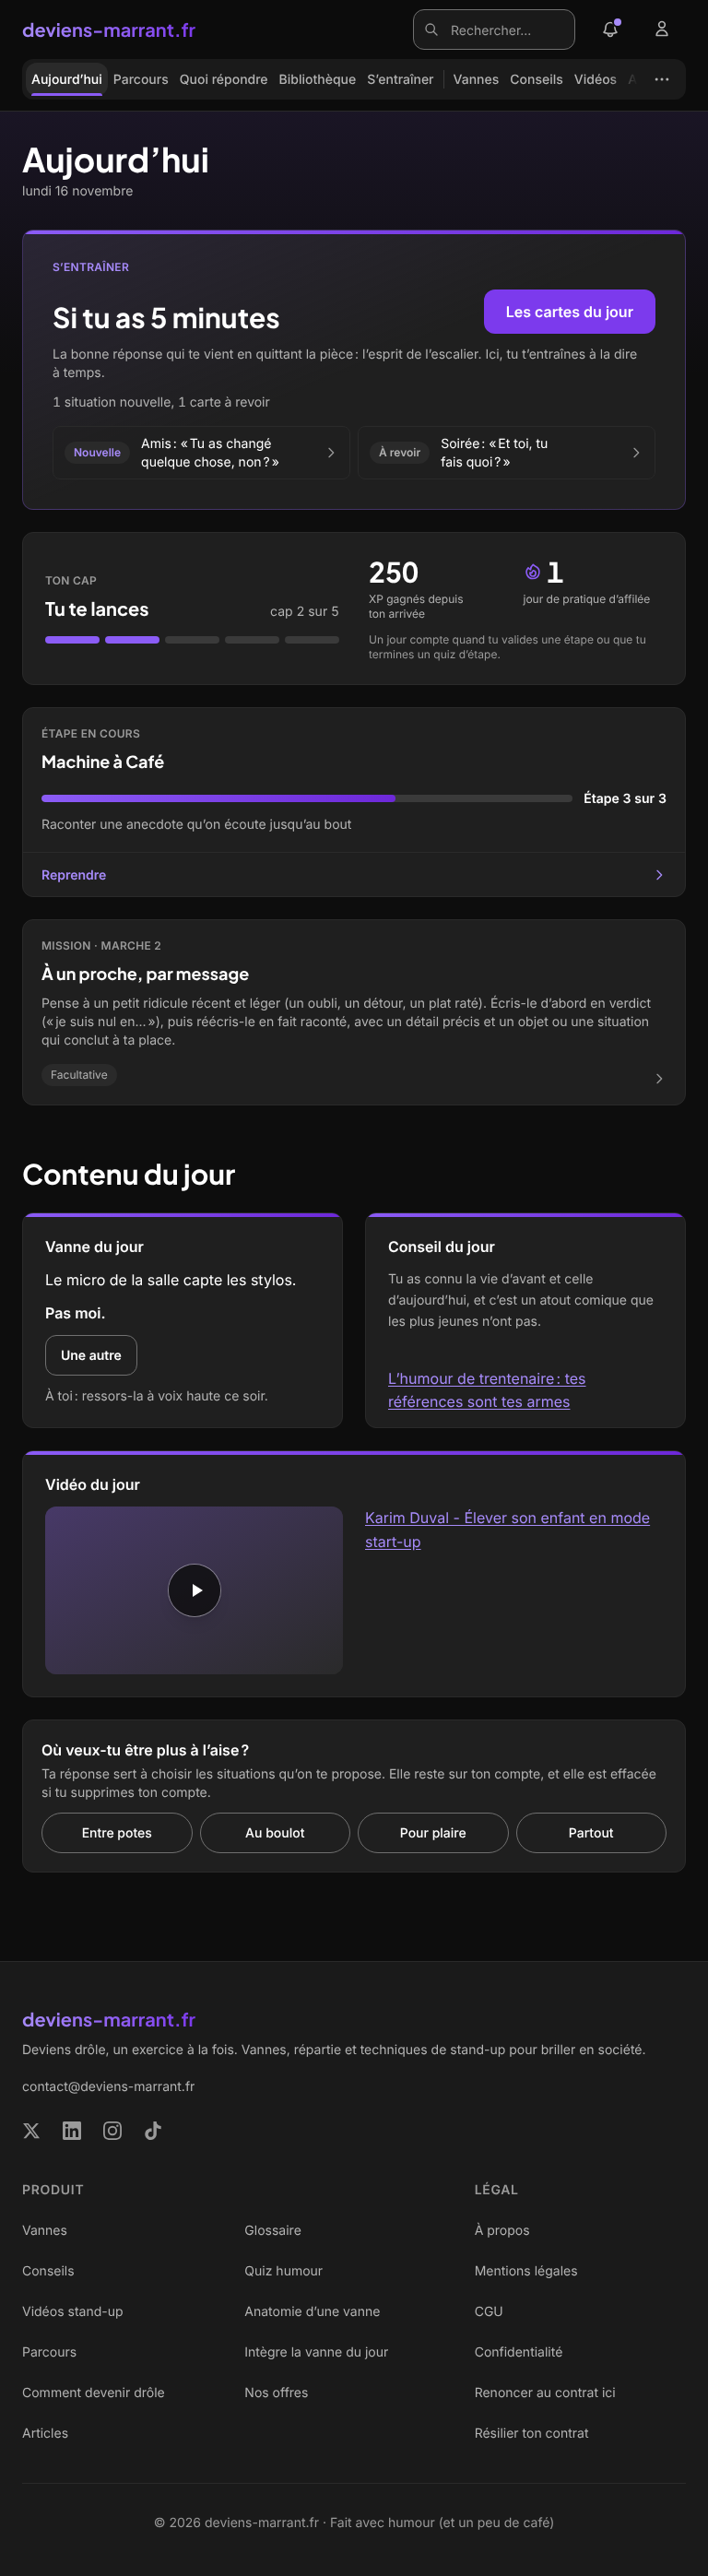 deviens-marrant.fr
Rechercher...
Aujourd’hui
Parcours
Quoi répondre
Bibliothèque
S’entraîner
Vannes
Conseils
Vidéos
Aujourd’hui
lundi 16 novembre
S’ENTRAÎNER
Si tu as 5 minutes
Les cartes du jour
La bonne réponse qui te vient en quittant la pièce : l’esprit de l’escalier. Ici, tu t’entraînes à la dire
à temps.
1 situation nouvelle, 1 carte à revoir
Nouvelle
Amis : « Tu as changé
quelque chose, non ? »
À revoir
Soirée : « Et toi, tu
fais quoi ? »
TON CAP
Tu te lances
cap 2 sur 5
250
XP gagnés depuis
ton arrivée
1
jour de pratique d’affilée
Un jour compte quand tu valides une étape ou que tu
termines un quiz d’étape.
ÉTAPE EN COURS
Machine à Café
Étape 3 sur 3
Raconter une anecdote qu’on écoute jusqu’au bout
Reprendre
MISSION · MARCHE 2
À un proche, par message
Pense à un petit ridicule récent et léger (un oubli, un détour, un plat raté). Écris-le d’abord en verdict
(« je suis nul en… »), puis réécris-le en fait raconté, avec un détail précis et un objet ou une situation
qui conclut à ta place.
Facultative
Contenu du jour
Vanne du jour
Le micro de la salle capte les stylos.
Pas moi.
Une autre
À toi : ressors-la à voix haute ce soir.
Conseil du jour
Tu as connu la vie d’avant et celle
d’aujourd’hui, et c’est un atout comique que
les plus jeunes n’ont pas.
L’humour de trentenaire : tes
références sont tes armes
Vidéo du jour
Karim Duval - Élever son enfant en mode
start-up
Où veux-tu être plus à l’aise ?
Ta réponse sert à choisir les situations qu’on te propose. Elle reste sur ton compte, et elle est effacée
si tu supprimes ton compte.
Entre potes
Au boulot
Pour plaire
Partout
deviens-marrant.fr
Deviens drôle, un exercice à la fois. Vannes, répartie et techniques de stand-up pour briller en société.
contact@deviens-marrant.fr
PRODUIT
Vannes
Conseils
Vidéos stand-up
Parcours
Comment devenir drôle
Articles
Glossaire
Quiz humour
Anatomie d’une vanne
Intègre la vanne du jour
Nos offres
LÉGAL
À propos
Mentions légales
CGU
Confidentialité
Renoncer au contrat ici
Résilier ton contrat
© 2026 deviens-marrant.fr · Fait avec humour (et un peu de café)